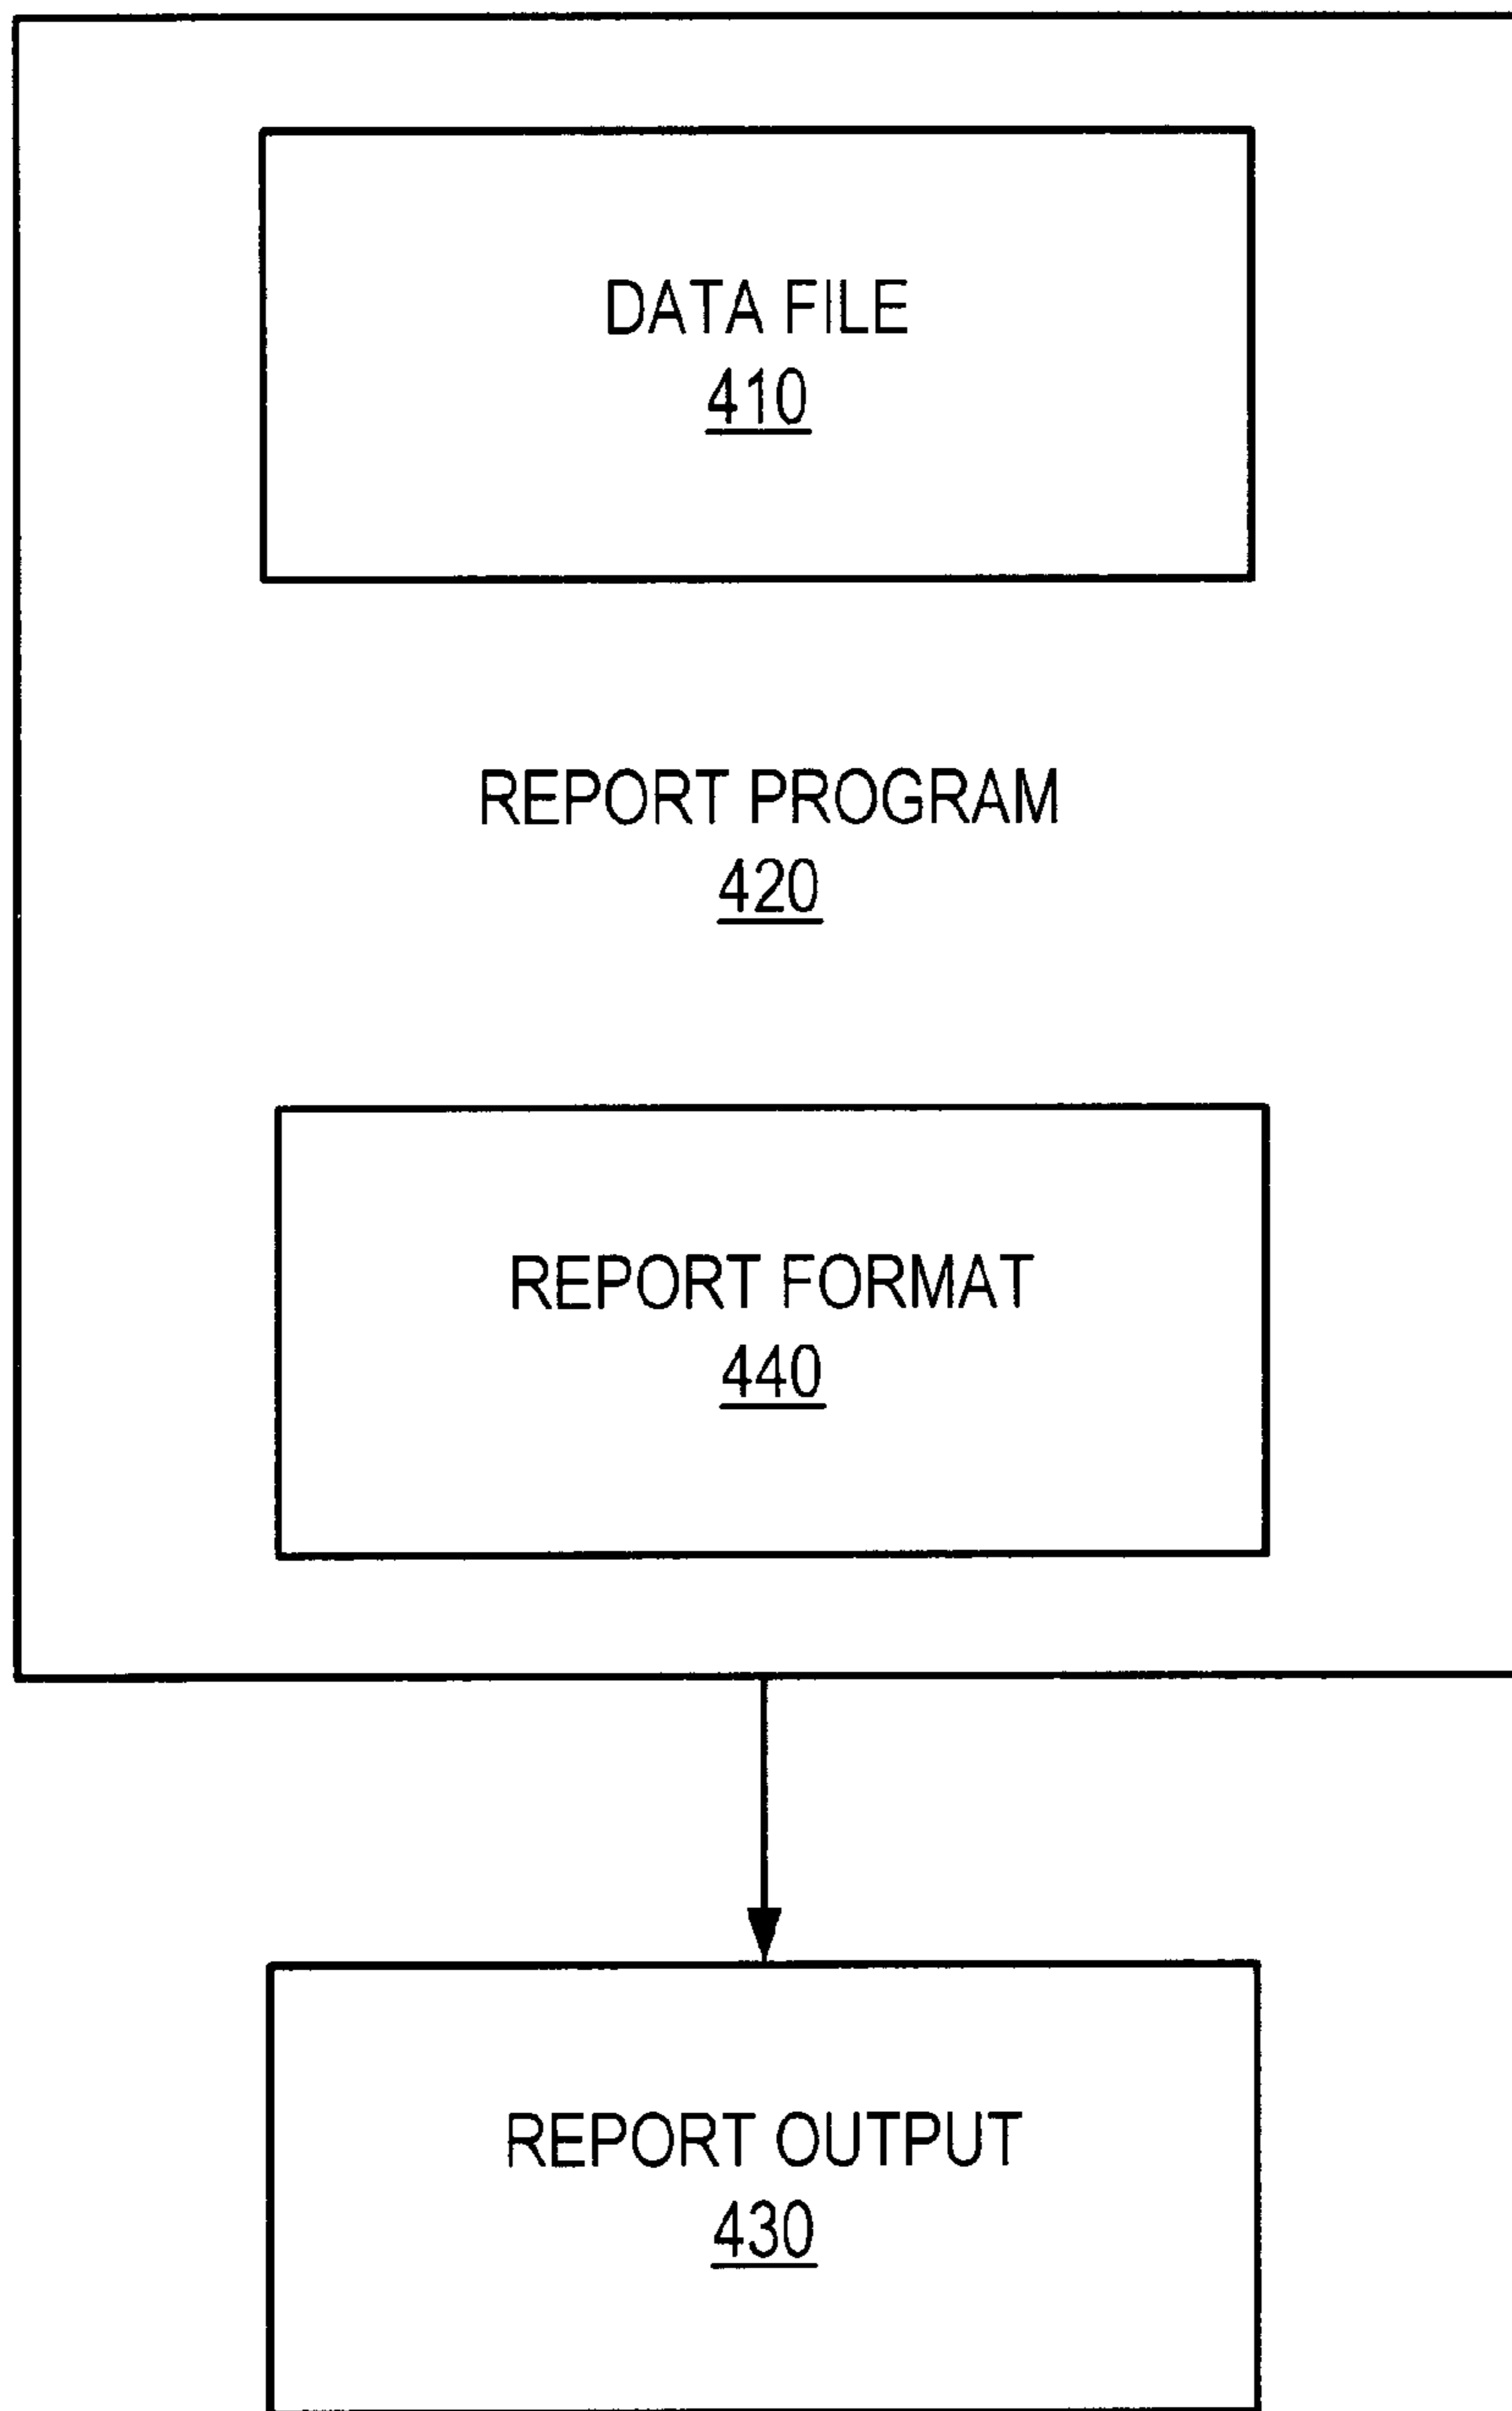 DATA FILE
410
REPORT PROGRAM
420
REPORT FORMAT
440
REPORT OUTPUT
430